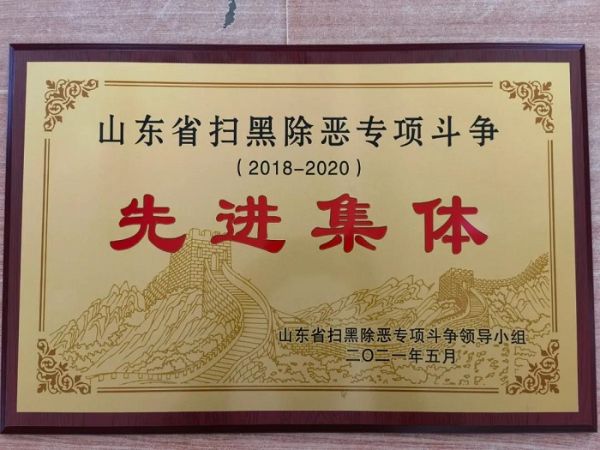 山东省扫黑除恶专项斗争
(2018-2020)
先进集体
山东省扫黑除恶专项斗争领导小组
二〇二一年五月